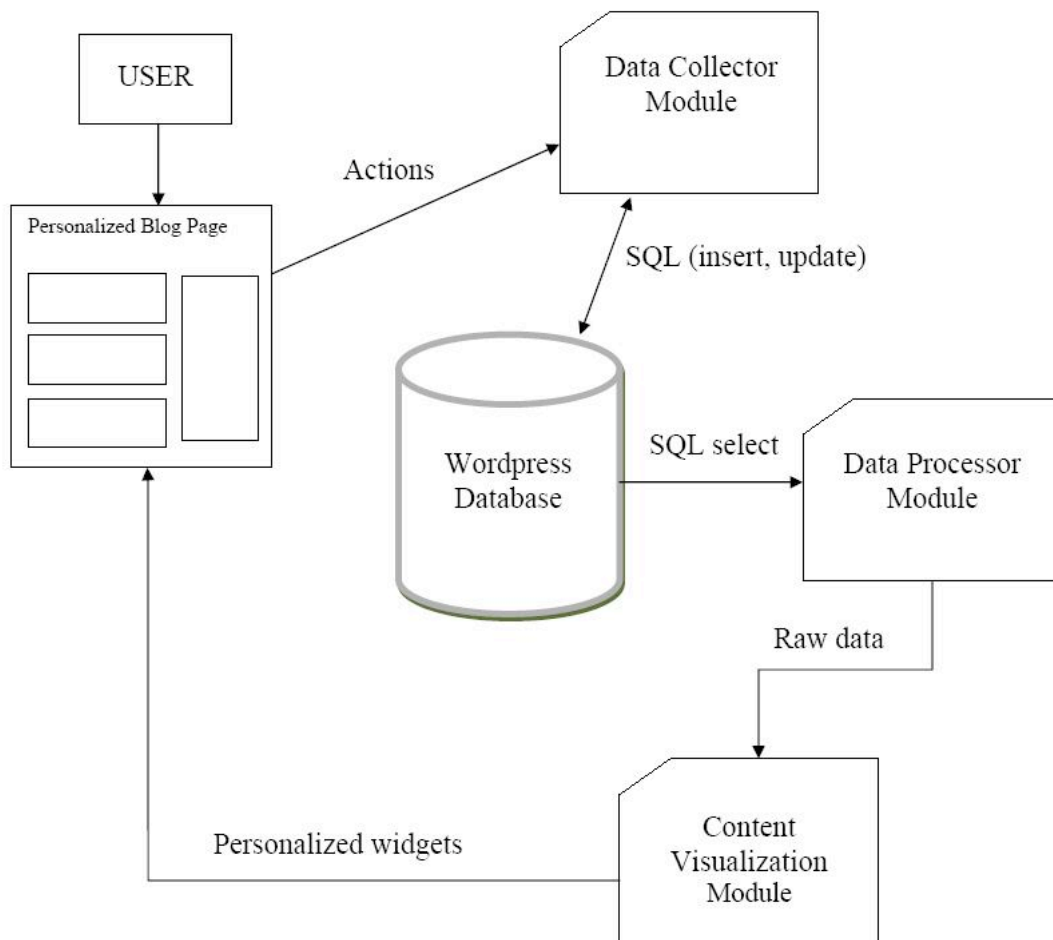 USER
Data Collector
Module
Actions
Personalized Blog Page
SQL (insert, update)
Wordpress
Database
SQL select
Data Processor
Module
Raw data
Personalized widgets
Content
Visualization
Module